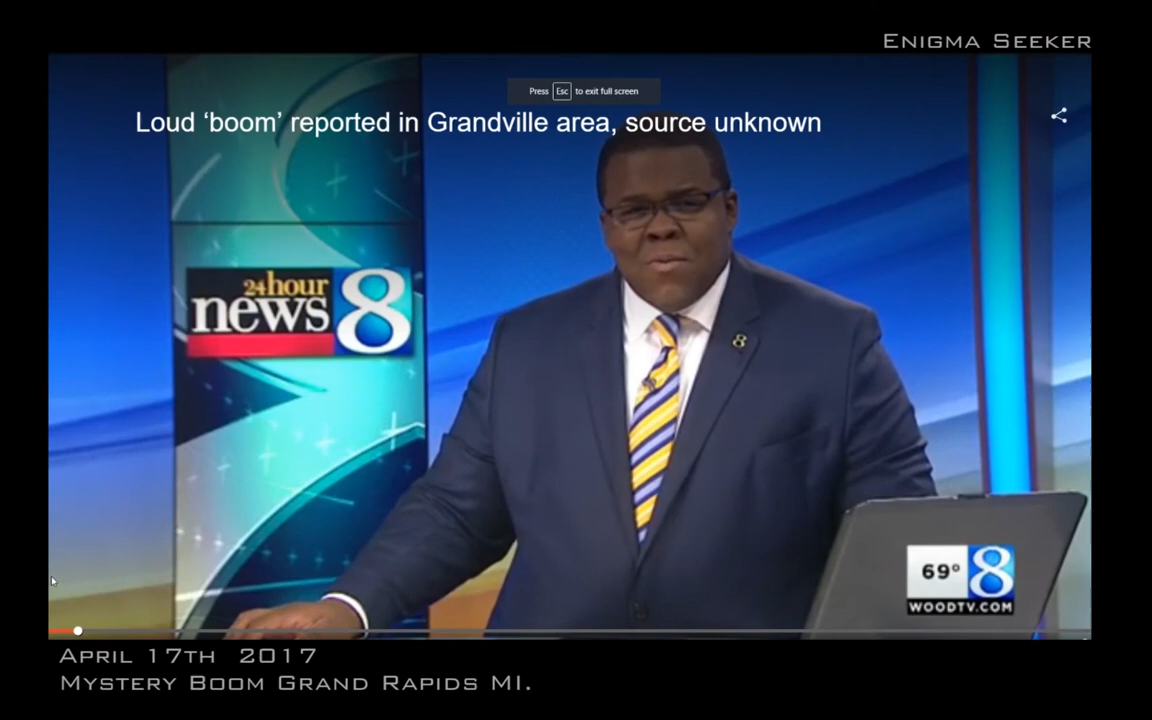 ENIGMA SEEKER
Press Esc to exit full screen
Loud ‘boom’ reported in Grandville area, source unknown
24hour
news 8
8
69° 8
WOODTV.COM
APRIL 17TH 2017
MYSTERY BOOM GRAND RAPIDS MI.